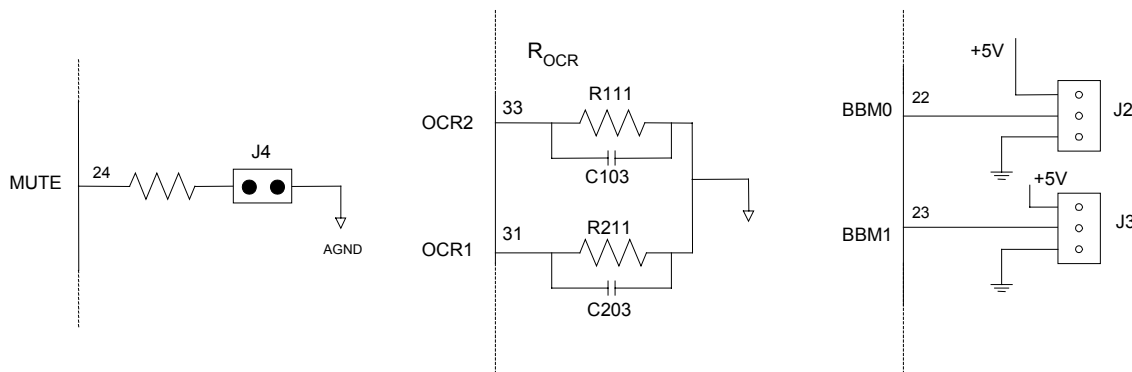 MUTE
24
J4
AGND
R_OCR
OCR2
33
R111
C103
OCR1
31
R211
C203
+5V
BBM0
22
J2
+5V
BBM1
23
J3